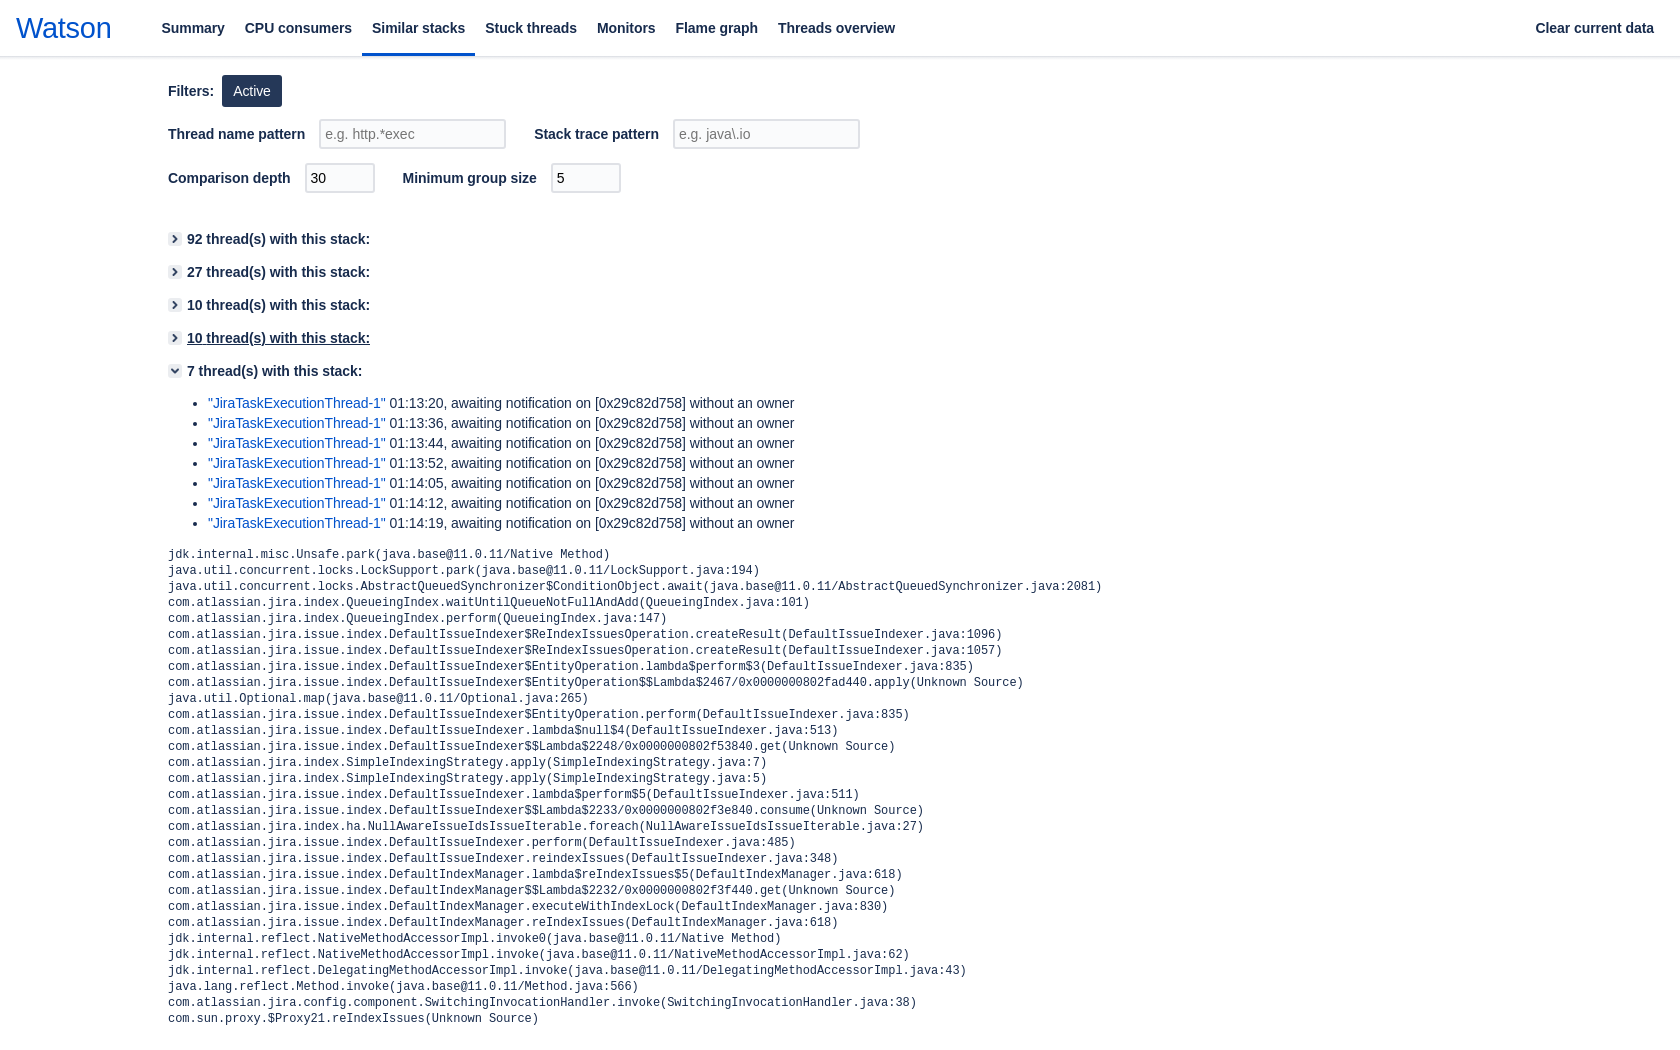 Watson
Summary CPU consumers Similar stacks Stuck threads Monitors Flame graph Threads overview Clear current data
Filters: Active
Thread name pattern e.g. http.*exec Stack trace pattern e.g. java\.io
Comparison depth 30 Minimum group size 5
92 thread(s) with this stack:
27 thread(s) with this stack:
10 thread(s) with this stack:
10 thread(s) with this stack:
7 thread(s) with this stack:
• "JiraTaskExecutionThread-1" 01:13:20, awaiting notification on [0x29c82d758] without an owner
• "JiraTaskExecutionThread-1" 01:13:36, awaiting notification on [0x29c82d758] without an owner
• "JiraTaskExecutionThread-1" 01:13:44, awaiting notification on [0x29c82d758] without an owner
• "JiraTaskExecutionThread-1" 01:13:52, awaiting notification on [0x29c82d758] without an owner
• "JiraTaskExecutionThread-1" 01:14:05, awaiting notification on [0x29c82d758] without an owner
• "JiraTaskExecutionThread-1" 01:14:12, awaiting notification on [0x29c82d758] without an owner
• "JiraTaskExecutionThread-1" 01:14:19, awaiting notification on [0x29c82d758] without an owner
jdk.internal.misc.Unsafe.park(java.base@11.0.11/Native Method)
java.util.concurrent.locks.LockSupport.park(java.base@11.0.11/LockSupport.java:194)
java.util.concurrent.locks.AbstractQueuedSynchronizer$ConditionObject.await(java.base@11.0.11/AbstractQueuedSynchronizer.java:2081)
com.atlassian.jira.index.QueueingIndex.waitUntilQueueNotFullAndAdd(QueueingIndex.java:101)
com.atlassian.jira.index.QueueingIndex.perform(QueueingIndex.java:147)
com.atlassian.jira.issue.index.DefaultIssueIndexer$ReIndexIssuesOperation.createResult(DefaultIssueIndexer.java:1096)
com.atlassian.jira.issue.index.DefaultIssueIndexer$ReIndexIssuesOperation.createResult(DefaultIssueIndexer.java:1057)
com.atlassian.jira.issue.index.DefaultIssueIndexer$EntityOperation.lambda$perform$3(DefaultIssueIndexer.java:835)
com.atlassian.jira.issue.index.DefaultIssueIndexer$EntityOperation$$Lambda$2467/0x0000000802fad440.apply(Unknown Source)
java.util.Optional.map(java.base@11.0.11/Optional.java:265)
com.atlassian.jira.issue.index.DefaultIssueIndexer$EntityOperation.perform(DefaultIssueIndexer.java:835)
com.atlassian.jira.issue.index.DefaultIssueIndexer.lambda$null$4(DefaultIssueIndexer.java:513)
com.atlassian.jira.issue.index.DefaultIssueIndexer$$Lambda$2248/0x0000000802f53840.get(Unknown Source)
com.atlassian.jira.index.SimpleIndexingStrategy.apply(SimpleIndexingStrategy.java:7)
com.atlassian.jira.index.SimpleIndexingStrategy.apply(SimpleIndexingStrategy.java:5)
com.atlassian.jira.issue.index.DefaultIssueIndexer.lambda$perform$5(DefaultIssueIndexer.java:511)
com.atlassian.jira.issue.index.DefaultIssueIndexer$$Lambda$2233/0x0000000802f3e840.consume(Unknown Source)
com.atlassian.jira.index.ha.NullAwareIssueIdsIssueIterable.foreach(NullAwareIssueIdsIssueIterable.java:27)
com.atlassian.jira.issue.index.DefaultIssueIndexer.perform(DefaultIssueIndexer.java:485)
com.atlassian.jira.issue.index.DefaultIssueIndexer.reindexIssues(DefaultIssueIndexer.java:348)
com.atlassian.jira.issue.index.DefaultIndexManager.lambda$reIndexIssues$5(DefaultIndexManager.java:618)
com.atlassian.jira.issue.index.DefaultIndexManager$$Lambda$2232/0x0000000802f3f440.get(Unknown Source)
com.atlassian.jira.issue.index.DefaultIndexManager.executeWithIndexLock(DefaultIndexManager.java:830)
com.atlassian.jira.issue.index.DefaultIndexManager.reIndexIssues(DefaultIndexManager.java:618)
jdk.internal.reflect.NativeMethodAccessorImpl.invoke0(java.base@11.0.11/Native Method)
jdk.internal.reflect.NativeMethodAccessorImpl.invoke(java.base@11.0.11/NativeMethodAccessorImpl.java:62)
jdk.internal.reflect.DelegatingMethodAccessorImpl.invoke(java.base@11.0.11/DelegatingMethodAccessorImpl.java:43)
java.lang.reflect.Method.invoke(java.base@11.0.11/Method.java:566)
com.atlassian.jira.config.component.SwitchingInvocationHandler.invoke(SwitchingInvocationHandler.java:38)
com.sun.proxy.$Proxy21.reIndexIssues(Unknown Source)